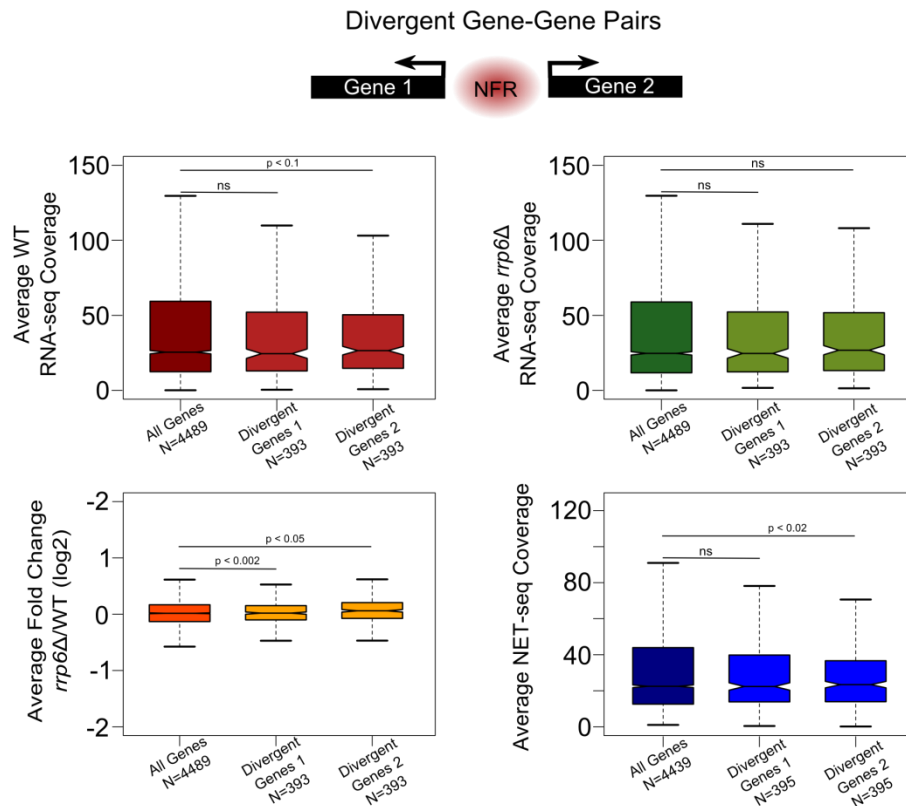 Divergent Gene-Gene Pairs
Gene 1
NFR
Gene 2
Average WT
RNA-seq Coverage
150
100
50
0
p < 0.1
ns
All Genes
N=4489
Divergent
Genes 1
N=393
Divergent
Genes 2
N=393
Average rrp6Δ
RNA-seq Coverage
150
100
50
0
ns
ns
All Genes
N=4489
Divergent
Genes 1
N=393
Divergent
Genes 2
N=393
Average Fold Change
rrp6Δ/WT (log2)
-2
1
0
-1
-2
p < 0.05
p < 0.002
All Genes
N=4489
Divergent
Genes 1
N=393
Divergent
Genes 2
N=393
Average NET-seq Coverage
120
80
40
0
p < 0.02
ns
All Genes
N=4439
Divergent
Genes 1
N=395
Divergent
Genes 2
N=395